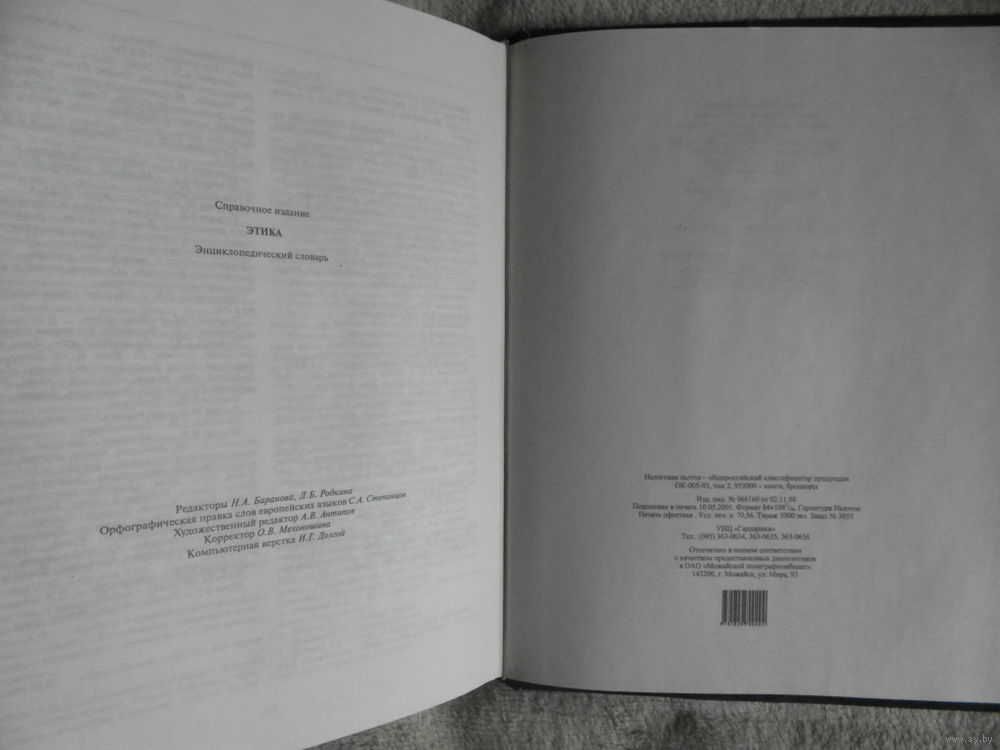 Справочное издание
ЭТИКА
Энциклопедический словарь
Редакторы Н.А. Баранова, Л.Б. Родкина
Орфографическая правка слов европейских языков С.А. Степанцов
Художественный редактор А.В. Антипов
Корректор О.В. Мехоношина
Компьютерная верстка И.Г. Долгой
Налоговая льгота – общероссийский классификатор продукции
ОК-005-93, том 2; 953000 – книги, брошюры
Изд. лиц. № 066160 от 02.11.98
Подписано в печать 10.05.2001. Формат 84×108 1/16. Гарнитура Ньютон
Печать офсетная . Усл. печ. л. 70,56. Тираж 5000 экз. Заказ № 3855
УИЦ «Гардарики»
Тел.: (095) 363-0634, 363-0635, 363-0636
Отпечатано в полном соответствии
с качеством предоставленных диапозитивов
в ОАО «Можайский полиграфкомбинат»
143200, г. Можайск, ул. Мира, 93
www.ay.by